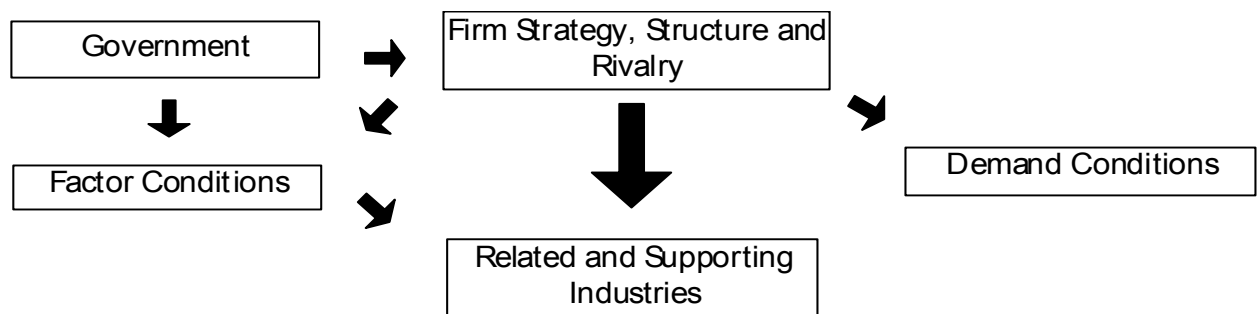 Government
Firm Strategy, Structure and
Rivalry
Factor Conditions
Demand Conditions
Related and Supporting
Industries